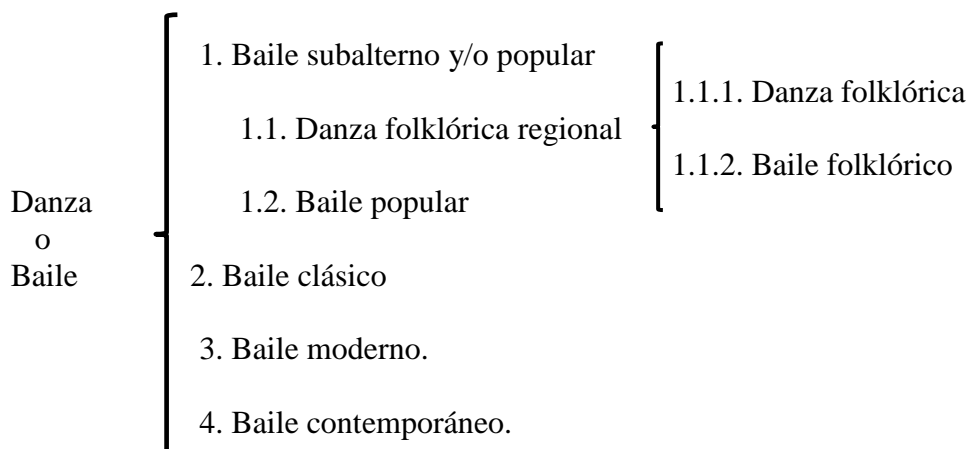 Danza
o
Baile
1. Baile subalterno y/o popular
1.1. Danza folklórica regional
1.1.1. Danza folklórica
1.1.2. Baile folklórico
1.2. Baile popular
2. Baile clásico
3. Baile moderno.
4. Baile contemporáneo.